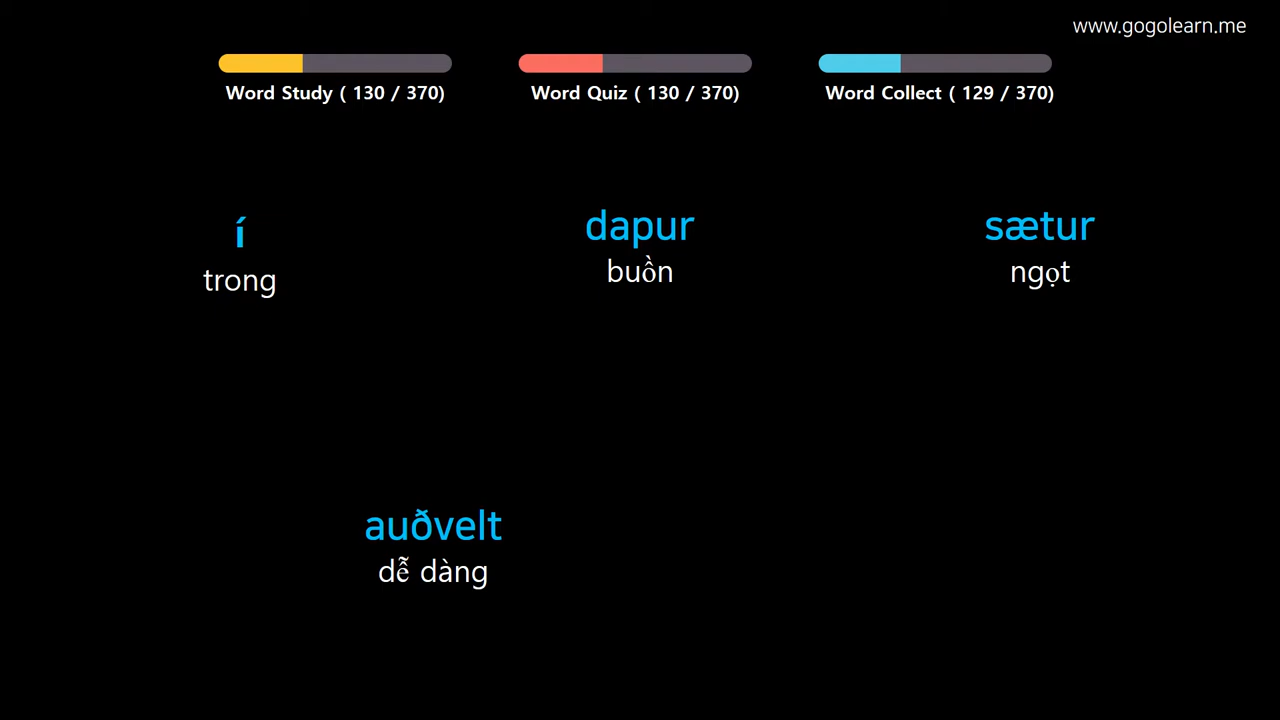 www.gogolearn.me
Word Study ( 130 / 370)
Word Quiz ( 130 / 370)
Word Collect ( 129 / 370)
í
trong
dapur
buồn
sætur
ngọt
auðvelt
dễ dàng